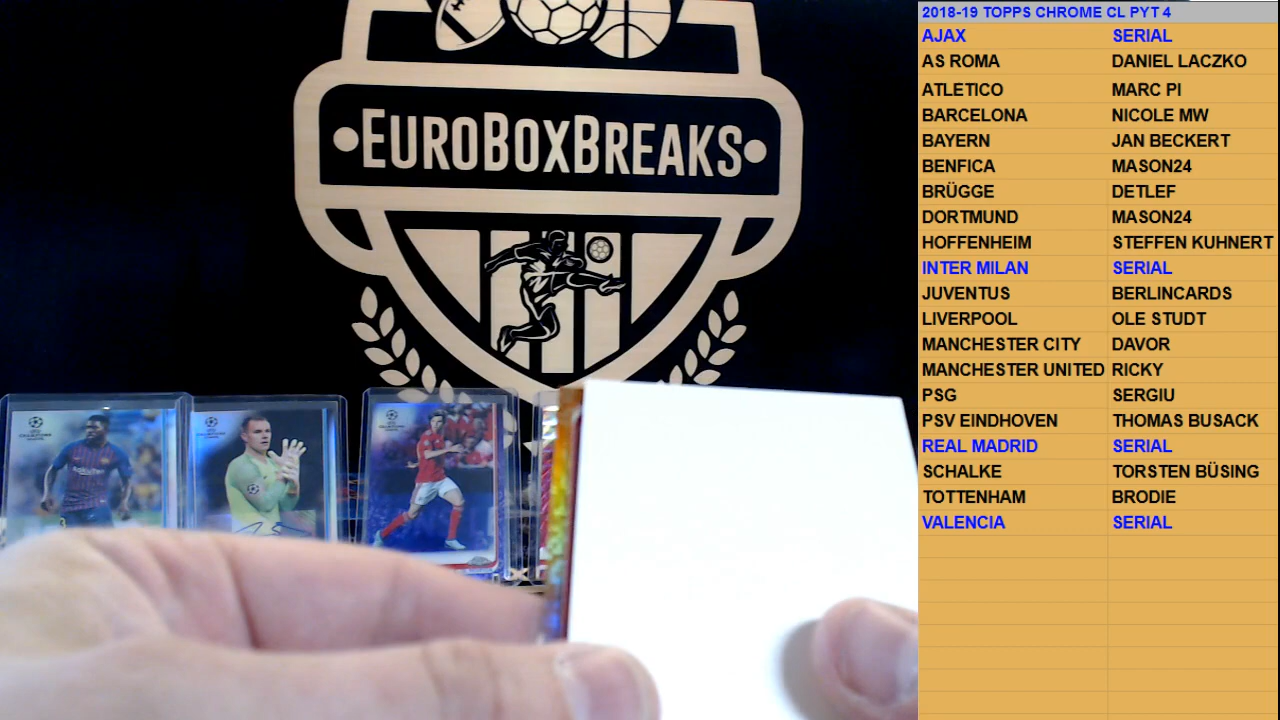 EUROBOXBREAKS
2018-19 TOPPS CHROME CL PYT 4
AJAX SERIAL
AS ROMA DANIEL LACZKO
ATLETICO MARC PI
BARCELONA NICOLE MW
BAYERN JAN BECKERT
BENFICA MASON24
BRÜGGE DETLEF
DORTMUND MASON24
HOFFENHEIM STEFFEN KUHNERT
INTER MILAN SERIAL
JUVENTUS BERLINCARDS
LIVERPOOL OLE STUDT
MANCHESTER CITY DAVOR
MANCHESTER UNITED RICKY
PSG SERGIU
PSV EINDHOVEN THOMAS BUSACK
REAL MADRID SERIAL
SCHALKE TORSTEN BÜSING
TOTTENHAM BRODIE
VALENCIA SERIAL